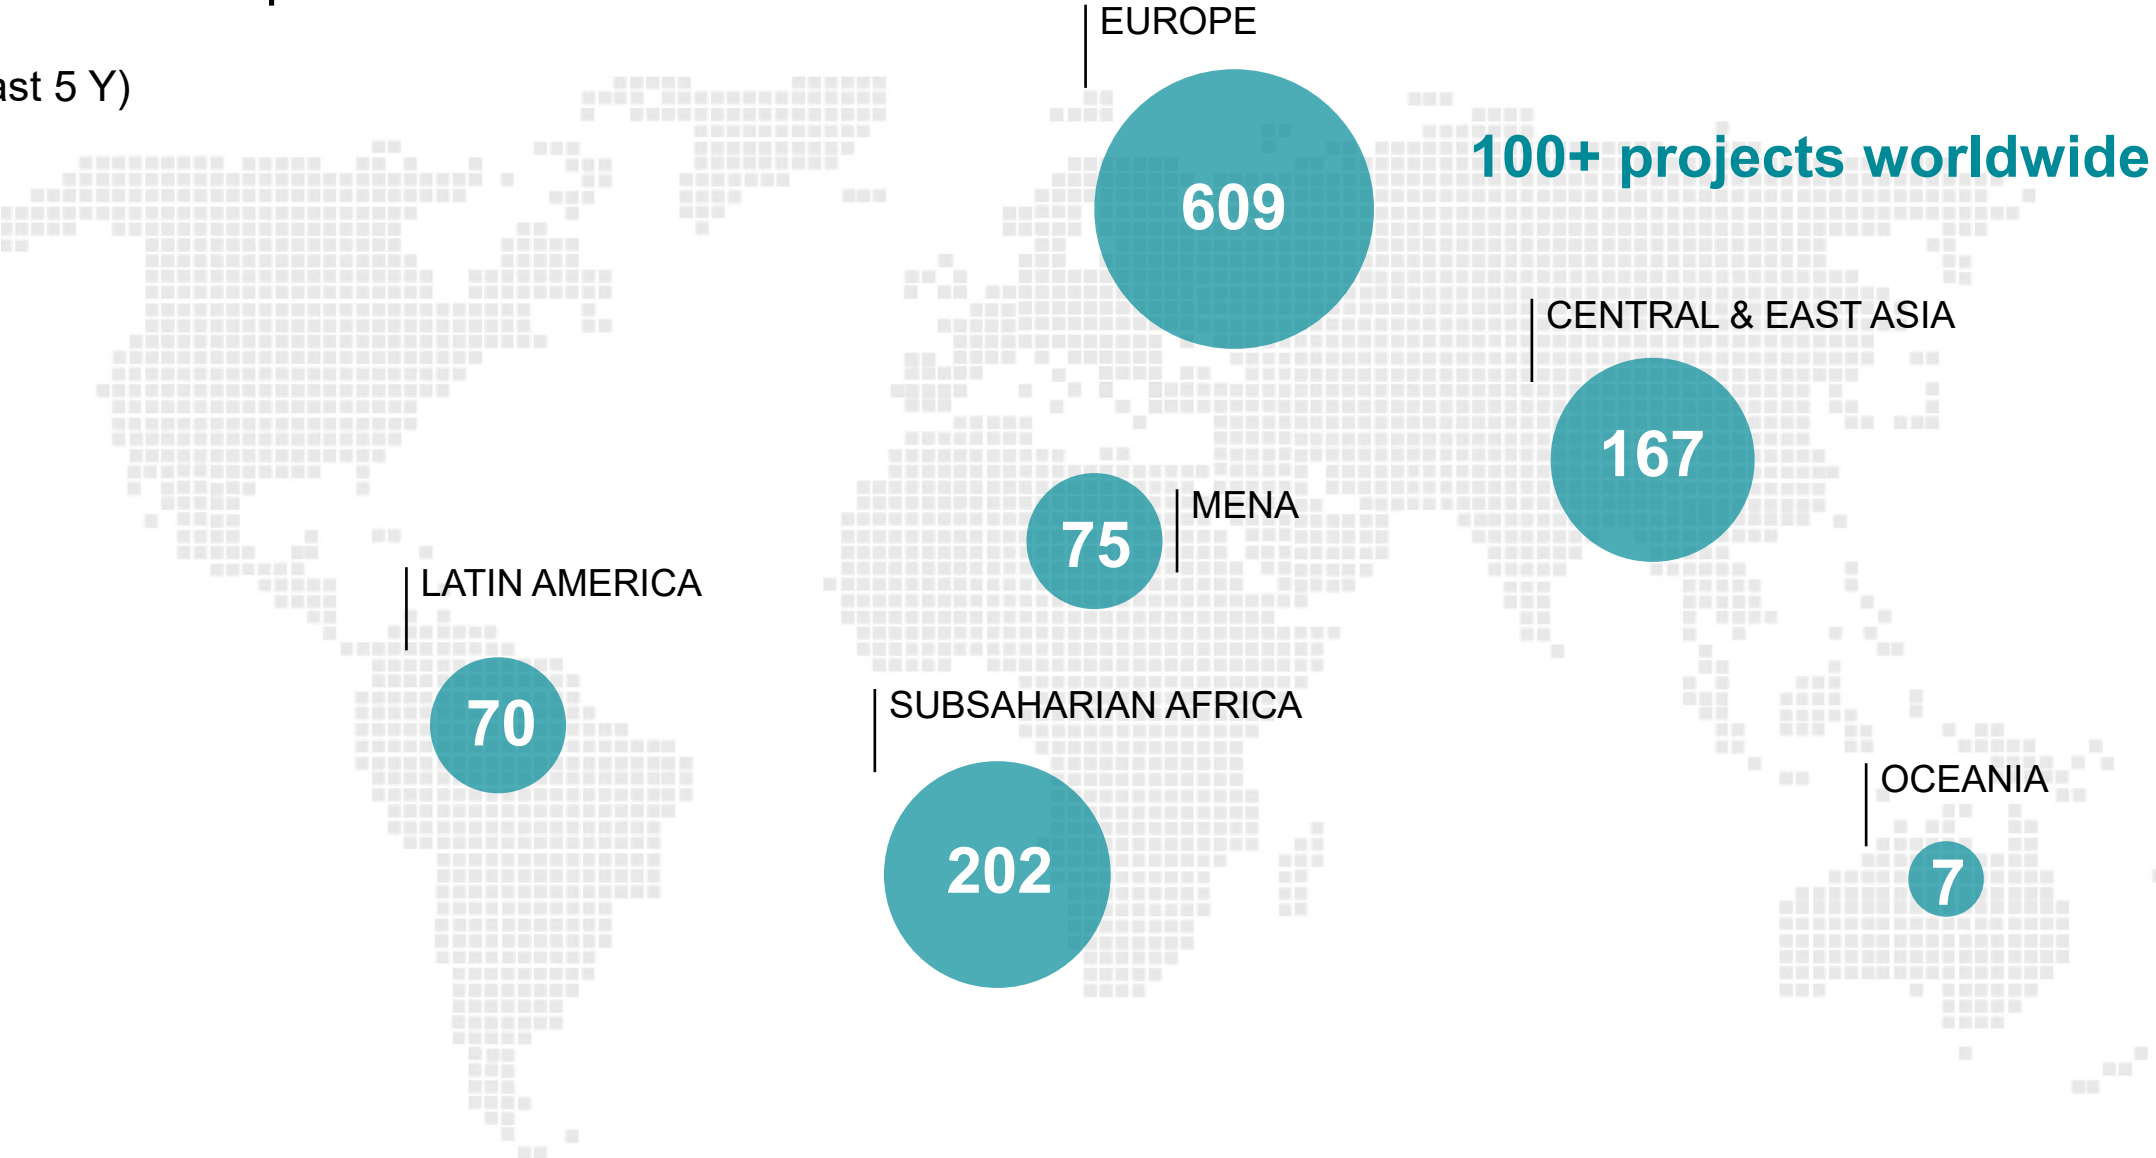 EUROPE
5 Y)
100+ projects worldwide
609
CENTRAL & EAST ASIA
167
MENA
75
LATIN AMERICA
70
SUBSAHARIAN AFRICA
202
OCEANIA
7